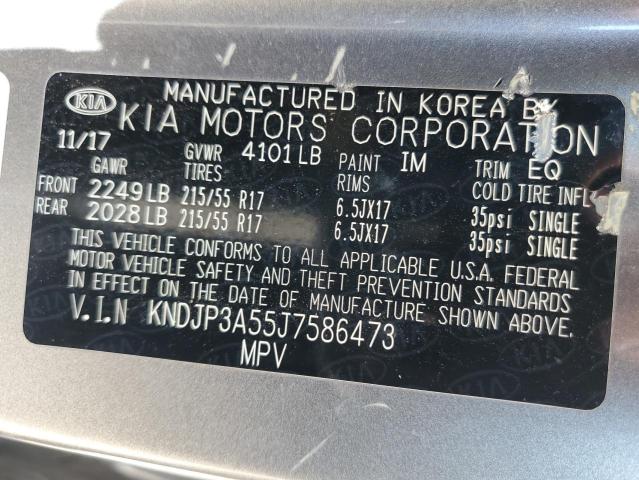 KIA MANUFACTURED IN KOREA BY
KIA MOTORS CORPORATION
11/17 GVWR 4101LB PAINT IM TRIM EQ
GAWR TIRES RIMS COLD TIRE INFL
FRONT 2249LB 215/55 R17 6.5JX17 35psi SINGLE
REAR 2028LB 215/55 R17 6.5JX17 35psi SINGLE
THIS VEHICLE CONFORMS TO ALL APPLICABLE U.S.A. FEDERAL
MOTOR VEHICLE SAFETY AND THEFT PREVENTION STANDARDS
IN EFFECT ON THE DATE OF MANUFACTURE SHOWN ABOVE.
V.I.N KNDJP3A55J7586473
MPV